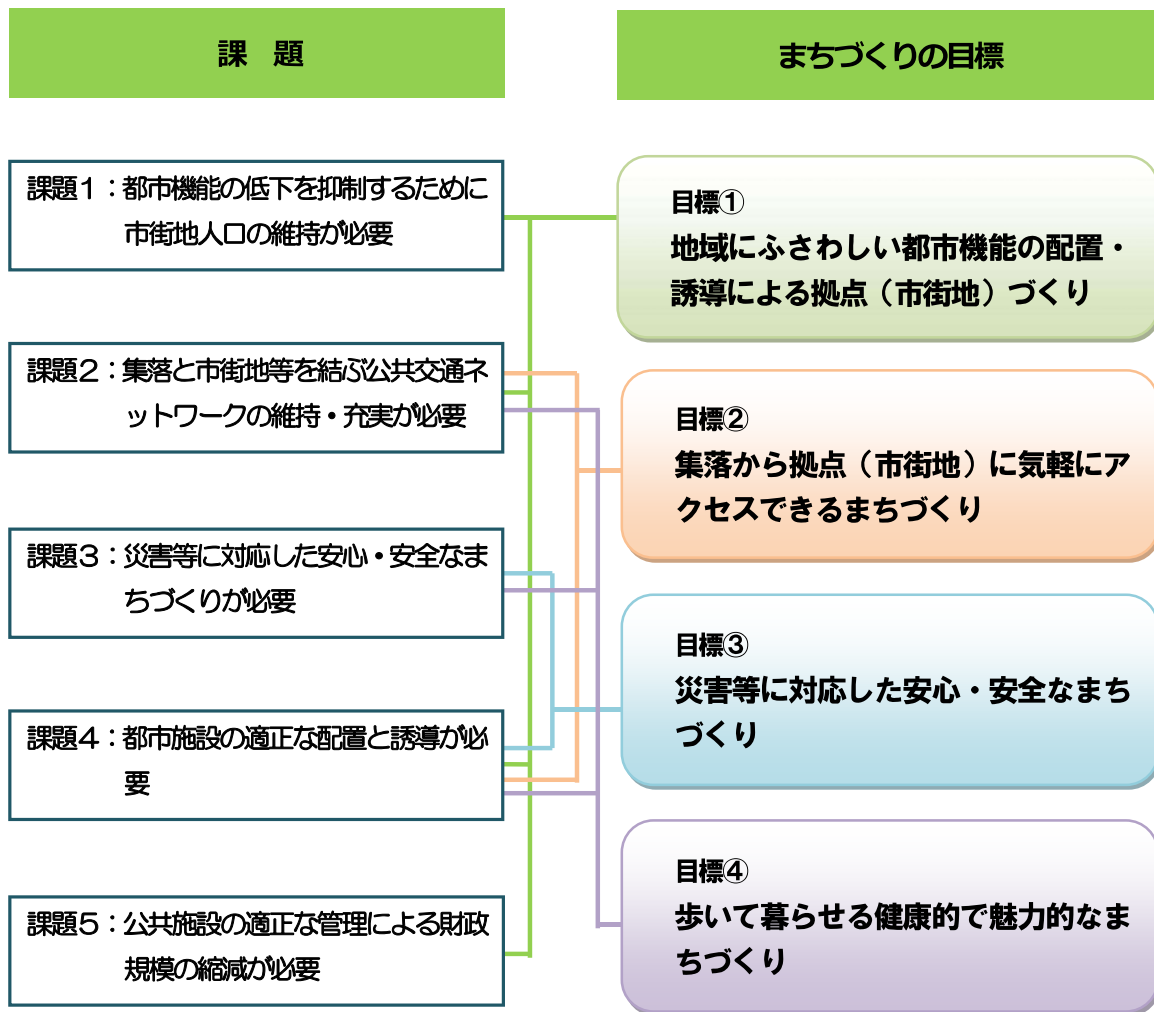 課　題
まちづくりの目標
課題１：都市機能の低下を抑制するために
市街地人口の維持が必要
課題２：集落と市街地等を結ぶ公共交通ネ
ットワークの維持・充実が必要
課題３：災害等に対応した安心・安全なま
ちづくりが必要
課題４：都市施設の適正な配置と誘導が必
要
課題５：公共施設の適正な管理による財政
規模の縮減が必要
目標①
地域にふさわしい都市機能の配置・
誘導による拠点（市街地）づくり
目標②
集落から拠点（市街地）に気軽にア
クセスできるまちづくり
目標③
災害等に対応した安心・安全なまち
づくり
目標④
歩いて暮らせる健康的で魅力的なま
ちづくり